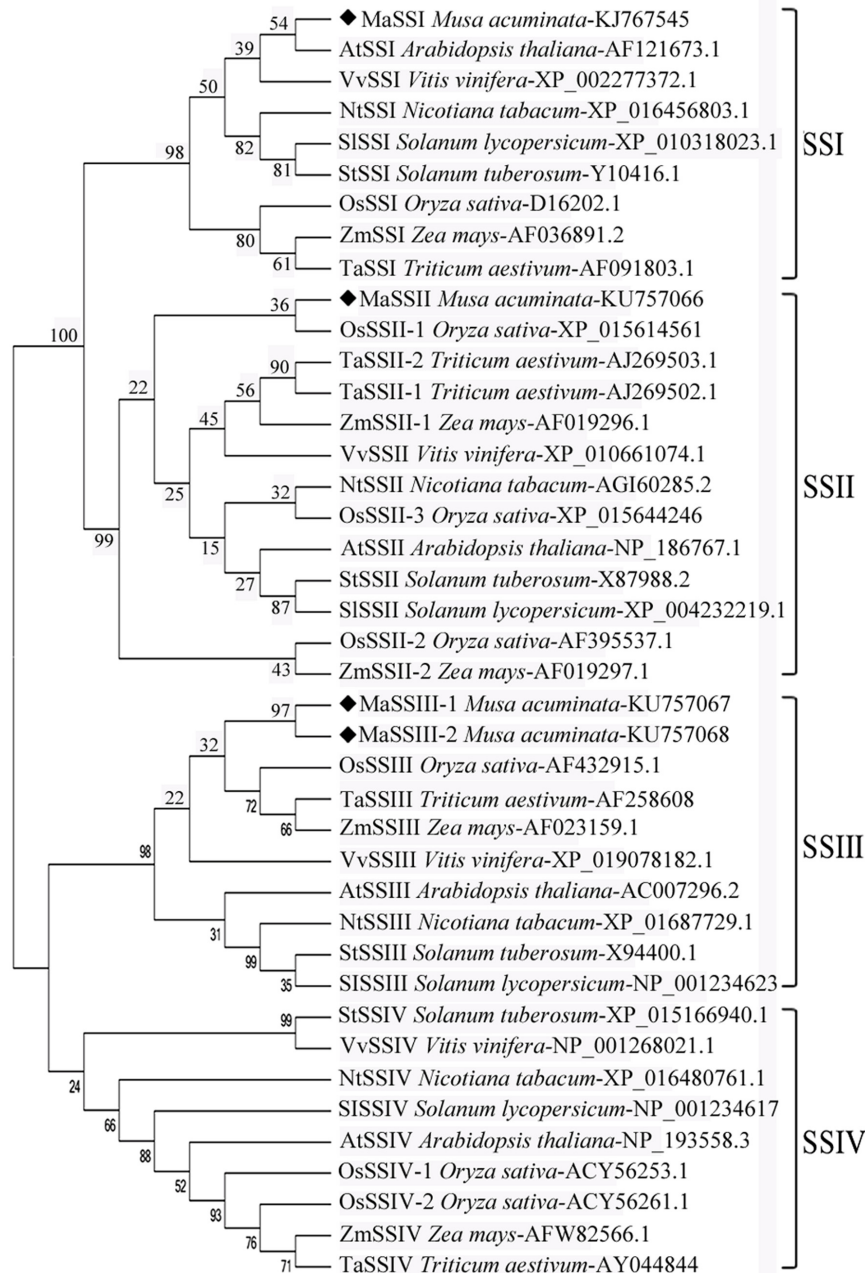 54
◆MaSSI Musa acuminata-KJ767545
39
AtSSI Arabidopsis thaliana-AF121673.1
50
VvSSI Vitis vinifera-XP_002277372.1
NtSSI Nicotiana tabacum-XP_016456803.1
82
SlSSI Solanum lycopersicum-XP_010318023.1
SSI
98
81
StSSI Solanum tuberosum-Y10416.1
OsSSI Oryza sativa-D16202.1
80
ZmSSI Zea mays-AF036891.2
61
TaSSI Triticum aestivum-AF091803.1
36
◆MaSSII Musa acuminata-KU757066
100
OsSSII-1 Oryza sativa-XP_015614561
90
TaSSII-2 Triticum aestivum-AJ269503.1
22
56
TaSSII-1 Triticum aestivum-AJ269502.1
45
ZmSSII-1 Zea mays-AF019296.1
VvSSII Vitis vinifera-XP_010661074.1
25
32
NtSSII Nicotiana tabacum-AGI60285.2
SSII
OsSSII-3 Oryza sativa-XP_015644246
99
15
AtSSII Arabidopsis thaliana-NP_186767.1
27
StSSII Solanum tuberosum-X87988.2
87
SlSSII Solanum lycopersicum-XP_004232219.1
OsSSII-2 Oryza sativa-AF395537.1
43
ZmSSII-2 Zea mays-AF019297.1
97
◆MaSSIII-1 Musa acuminata-KU757067
32
◆MaSSIII-2 Musa acuminata-KU757068
OsSSIII Oryza sativa-AF432915.1
22
72
TaSSIII Triticum aestivum-AF258608
66
ZmSSIII Zea mays-AF023159.1
98
VvSSIII Vitis vinifera-XP_019078182.1
SSIII
AtSSIII Arabidopsis thaliana-AC007296.2
31
NtSSIII Nicotiana tabacum-XP_01687729.1
99
StSSIII Solanum tuberosum-X94400.1
35
SlSSIII Solanum lycopersicum-NP_001234623
99
StSSIV Solanum tuberosum-XP_015166940.1
VvSSIV Vitis vinifera-NP_001268021.1
24
NtSSIV Nicotiana tabacum-XP_016480761.1
66
SlSSIV Solanum lycopersicum-NP_001234617
88
AtSSIV Arabidopsis thaliana-NP_193558.3
SSIV
52
OsSSIV-1 Oryza sativa-ACY56253.1
93
OsSSIV-2 Oryza sativa-ACY56261.1
76
ZmSSIV Zea mays-AFW82566.1
71
TaSSIV Triticum aestivum-AY044844